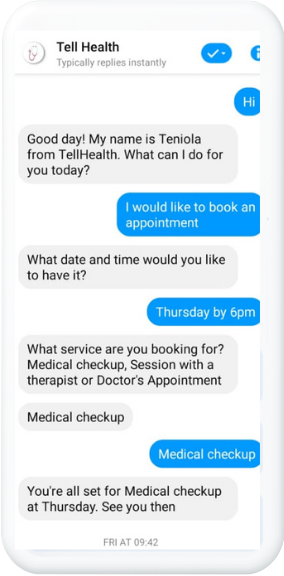 Tell Health
Typically replies instantly
Hi
Good day! My name is Teniola
from TellHealth. What can I do for
you today?
I would like to book an
appointment
What date and time would you like
to have it?
Thursday by 6pm
What service are you booking for?
Medical checkup, Session with a
therapist or Doctor's Appointment
Medical checkup
Medical checkup
You're all set for Medical checkup
at Thursday. See you then
FRI AT 09:42